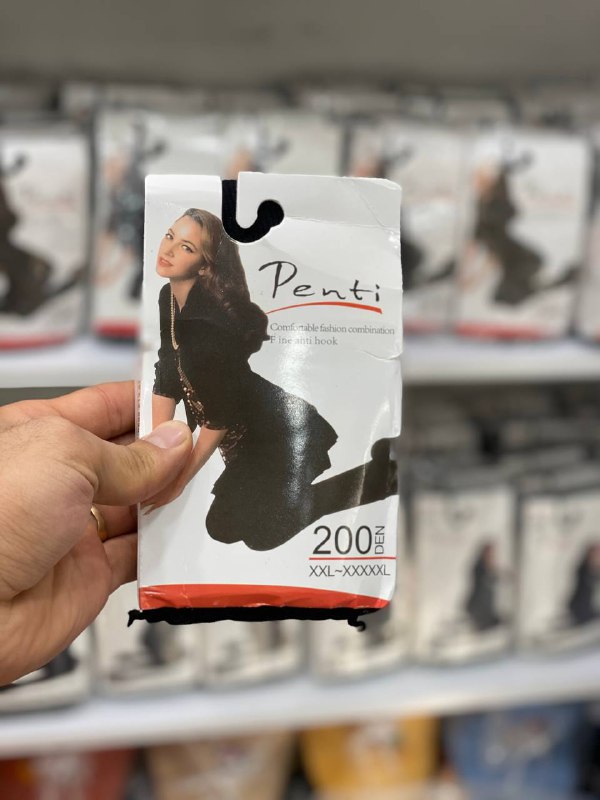 Penti
Comfortable fashion combination
Fine anti hook
200 DEN
XXL~XXXXXL